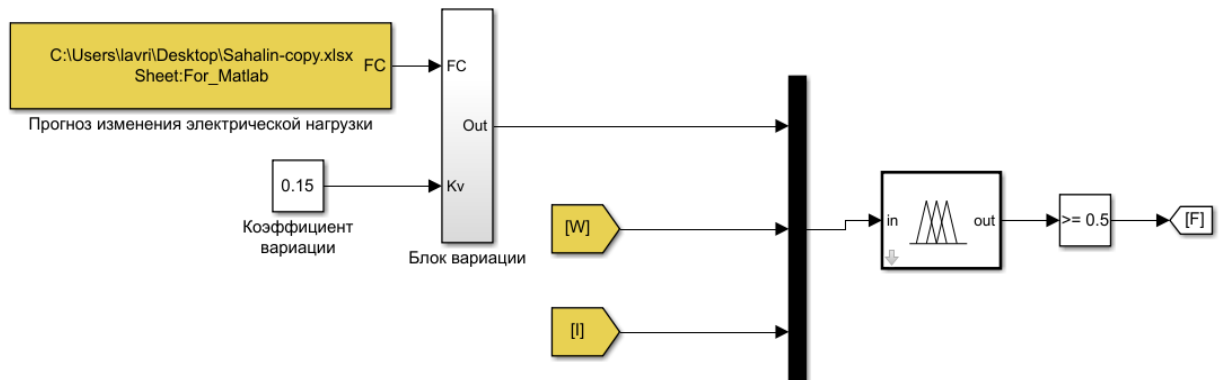 C:\Users\lavri\Desktop\Sahalin-copy.xlsx
Sheet:For_Matlab
FC
Прогноз изменения электрической нагрузки
FC
Out
Kv
0.15
Коэффициент
вариации
Блок вариации
[W]
[I]
in
out
>= 0.5
[F]